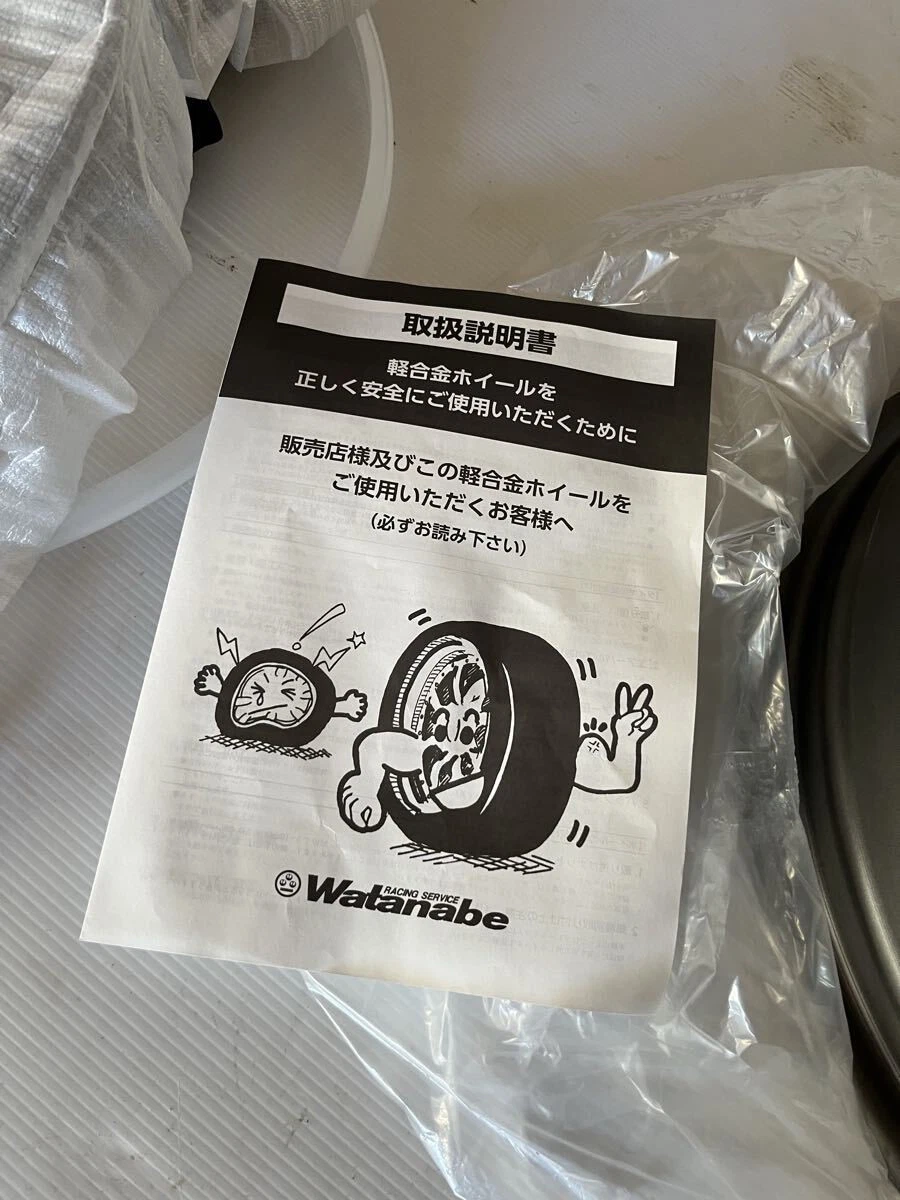 取扱説明書
軽合金ホイールを
正しく安全にご使用いただくために
販売店様及びこの軽合金ホイールを
ご使用いただくお客様へ
(必ずお読み下さい)
RACING SERVICE
Watanabe